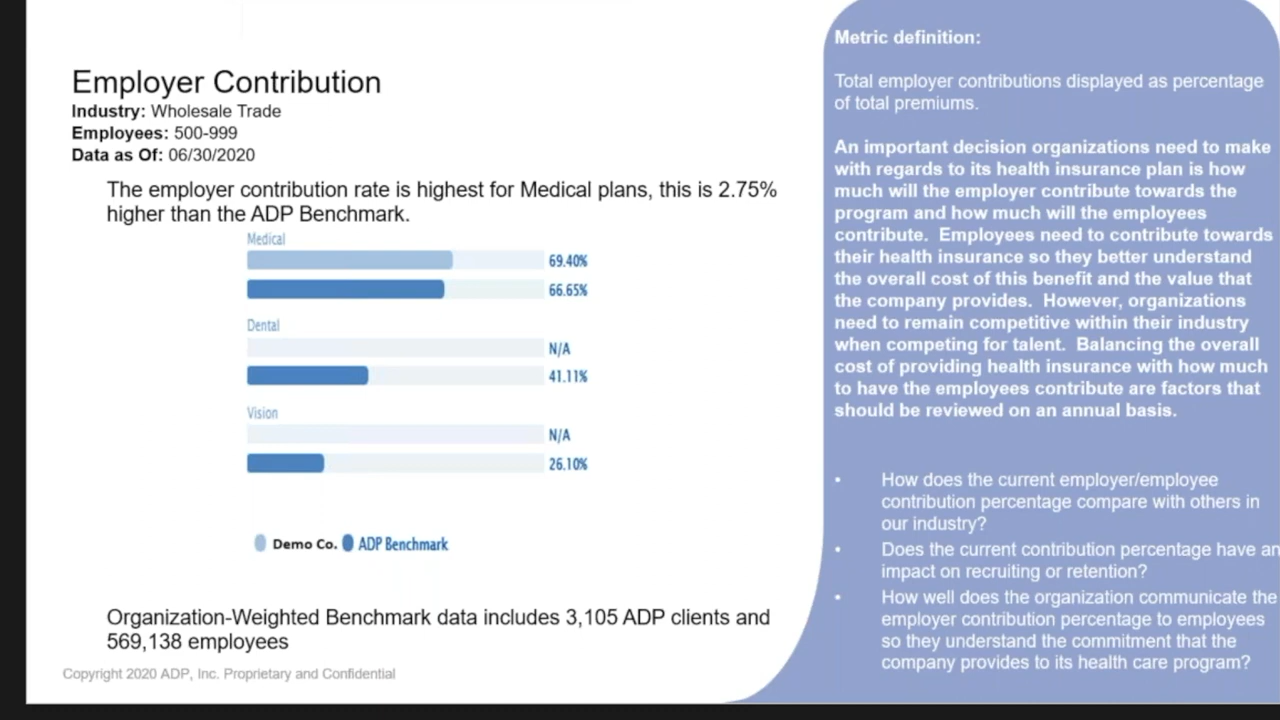 Employer Contribution
Industry: Wholesale Trade
Employees: 500-999
Data as Of: 06/30/2020
The employer contribution rate is highest for Medical plans, this is 2.75%
higher than the ADP Benchmark.
Medical
69.40%
66.65%
Dental
N/A
41.11%
Vision
N/A
26.10%
Demo Co. ADP Benchmark
Organization-Weighted Benchmark data includes 3,105 ADP clients and
569,138 employees
Copyright 2020 ADP, Inc. Proprietary and Confidential
Metric definition:
Total employer contributions displayed as percentage
of total premiums.
An important decision organizations need to make
with regards to its health insurance plan is how
much will the employer contribute towards the
program and how much will the employees
contribute. Employees need to contribute towards
their health insurance so they better understand
the overall cost of this benefit and the value that
the company provides. However, organizations
need to remain competitive within their industry
when competing for talent. Balancing the overall
cost of providing health insurance with how much
to have the employees contribute are factors that
should be reviewed on an annual basis.
• How does the current employer/employee
contribution percentage compare with others in
our industry?
• Does the current contribution percentage have an
impact on recruiting or retention?
• How well does the organization communicate the
employer contribution percentage to employees
so they understand the commitment that the
company provides to its health care program?